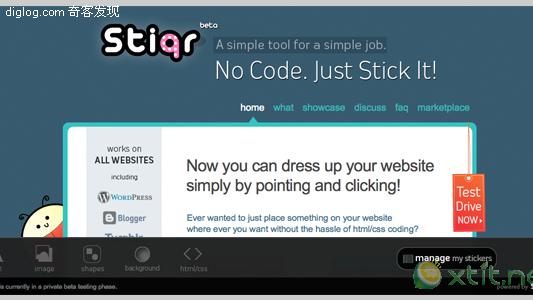 diglog.com 奇客发现
Stiqr beta
A simple tool for a simple job.
No Code. Just Stick It!
home what showcase discuss faq marketplace
works on
ALL WEBSITES
including
WORDPRESS
Blogger
Now you can dress up your website
simply by pointing and clicking!
Test
Drive
NOW
Ever wanted to just place something on your website
where ever you want without the hassle of html/css coding?
image shapes background html/css
manage my stickers
is currently in a private beta testing phase.
powered by
xtit.ne